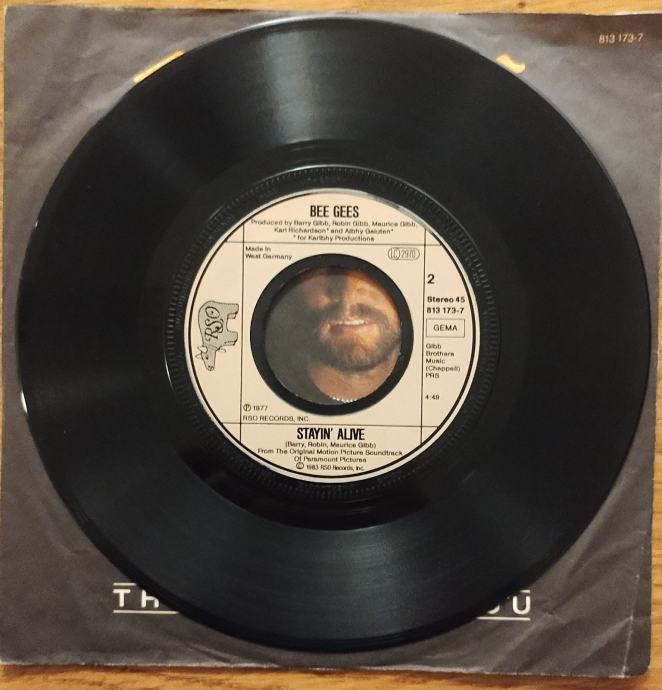 813 173-7
BEE GEES
Produced by Barry Gibb, Robin Gibb, Maurice Gibb,
Karl Richardson* and Albhy Galuten*
* for Karlbhy Productions
Made in
West Germany
LC 2970
2
Stereo 45
813 173-7
GEMA
Gibb
Brothers
Music
(Chappell)
PRS
4:49
RSO
Ⓟ 1977
RSO RECORDS, INC.
STAYIN' ALIVE
(Barry, Robin, Maurice Gibb)
From The Original Motion Picture Soundtrack
Of Paramount Pictures
© 1983 RSO Records, Inc.